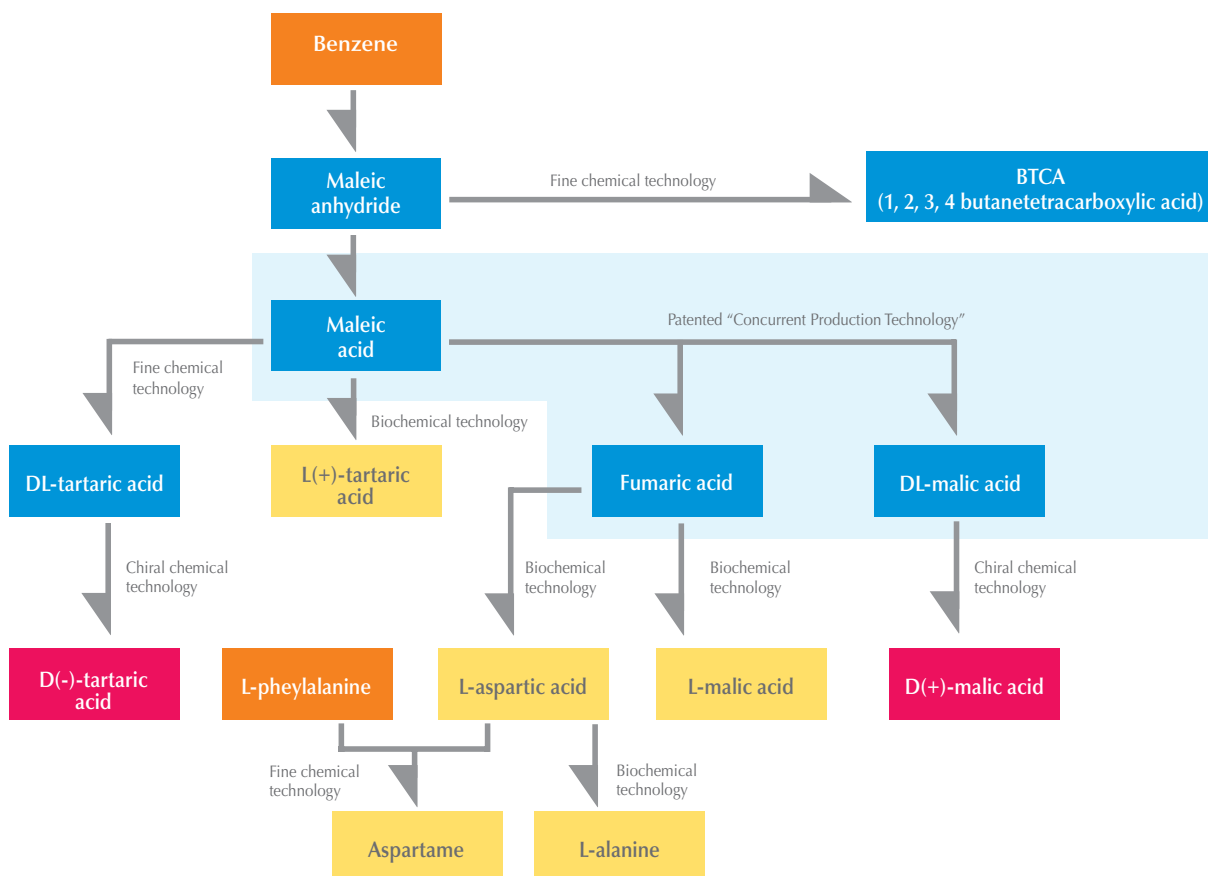 Benzene
Maleic
anhydride
Fine chemical technology
BTCA
(1, 2, 3, 4 butanetetracarboxylic acid)
Maleic
acid
Patented “Concurrent Production Technology”
Fine chemical
technology
Biochemical technology
DL-tartaric acid
L(+)-tartaric
acid
Fumaric acid
DL-malic acid
Chiral chemical
technology
Biochemical
technology
Biochemical
technology
Chiral chemical
technology
D(-)-tartaric
acid
L-pheylalanine
L-aspartic acid
L-malic acid
D(+)-malic acid
Fine chemical
technology
Biochemical
technology
Aspartame
L-alanine